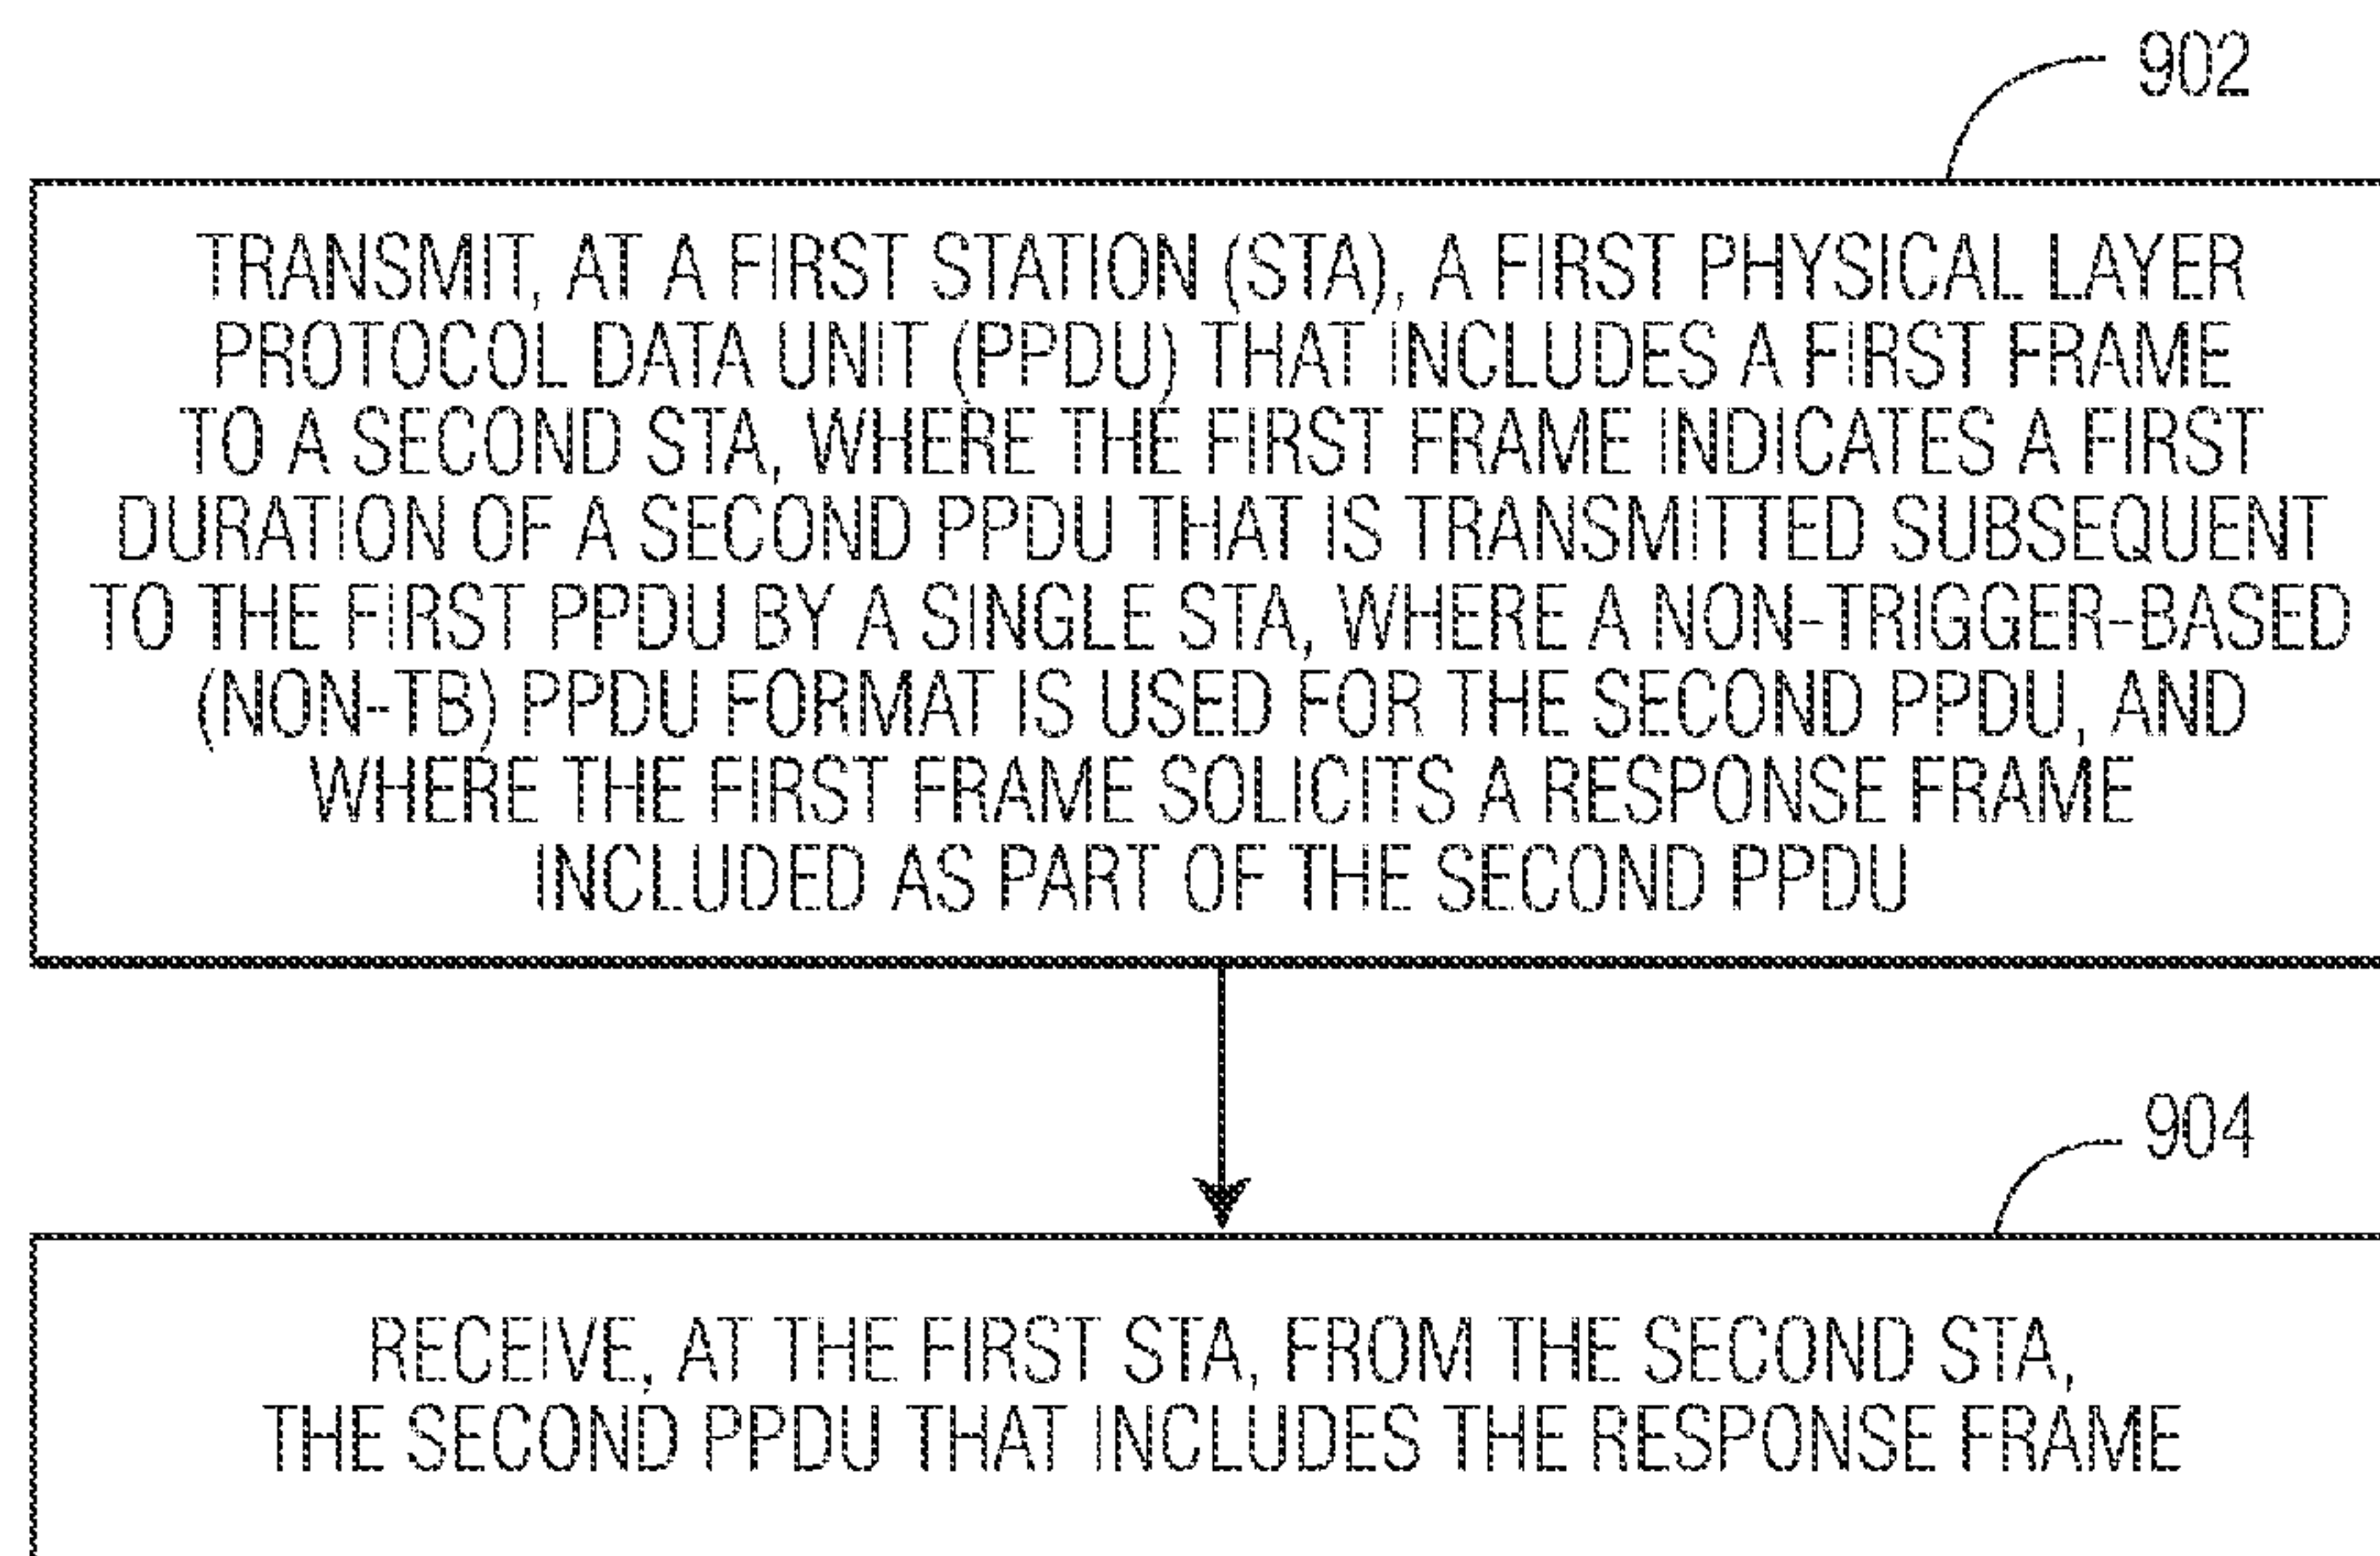 902
TRANSMIT, AT A FIRST STATION (STA), A FIRST PHYSICAL LAYER
PROTOCOL DATA UNIT (PPDU) THAT INCLUDES A FIRST FRAME
TO A SECOND STA, WHERE THE FIRST FRAME INDICATES A FIRST
DURATION OF A SECOND PPDU THAT IS TRANSMITTED SUBSEQUENT
TO THE FIRST PPDU BY A SINGLE STA, WHERE A NON-TRIGGER-BASED
(NON-TB) PPDU FORMAT IS USED FOR THE SECOND PPDU, AND
WHERE THE FIRST FRAME SOLICITS A RESPONSE FRAME
INCLUDED AS PART OF THE SECOND PPDU
904
RECEIVE, AT THE FIRST STA, FROM THE SECOND STA,
THE SECOND PPDU THAT INCLUDES THE RESPONSE FRAME